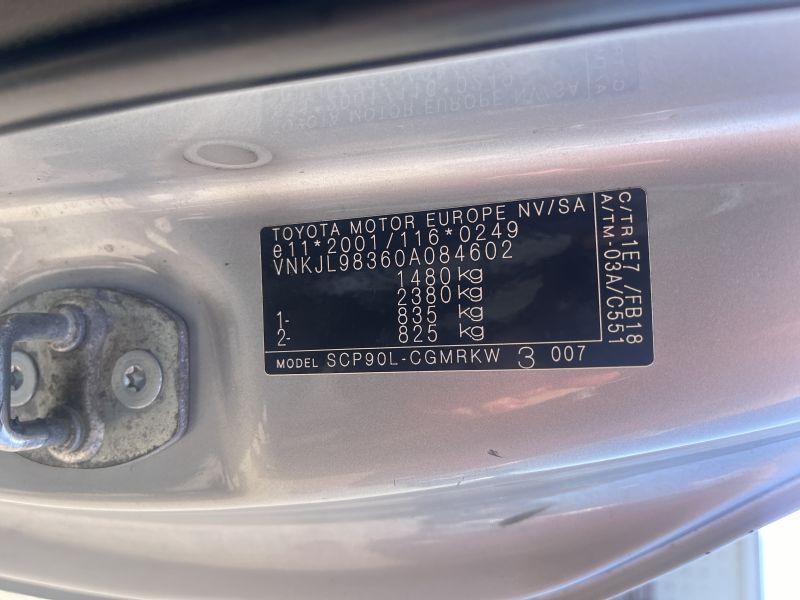 TOYOTA MOTOR EUROPE NV/SA
e11*2001/116*0249
VNKJL98360A084602
1480 kg
2380 kg
1- 835 kg
2- 825 kg
MODEL SCP90L-CGMRKW 3 007
C/TR1E7 /FB18
A/TM-03A/C551